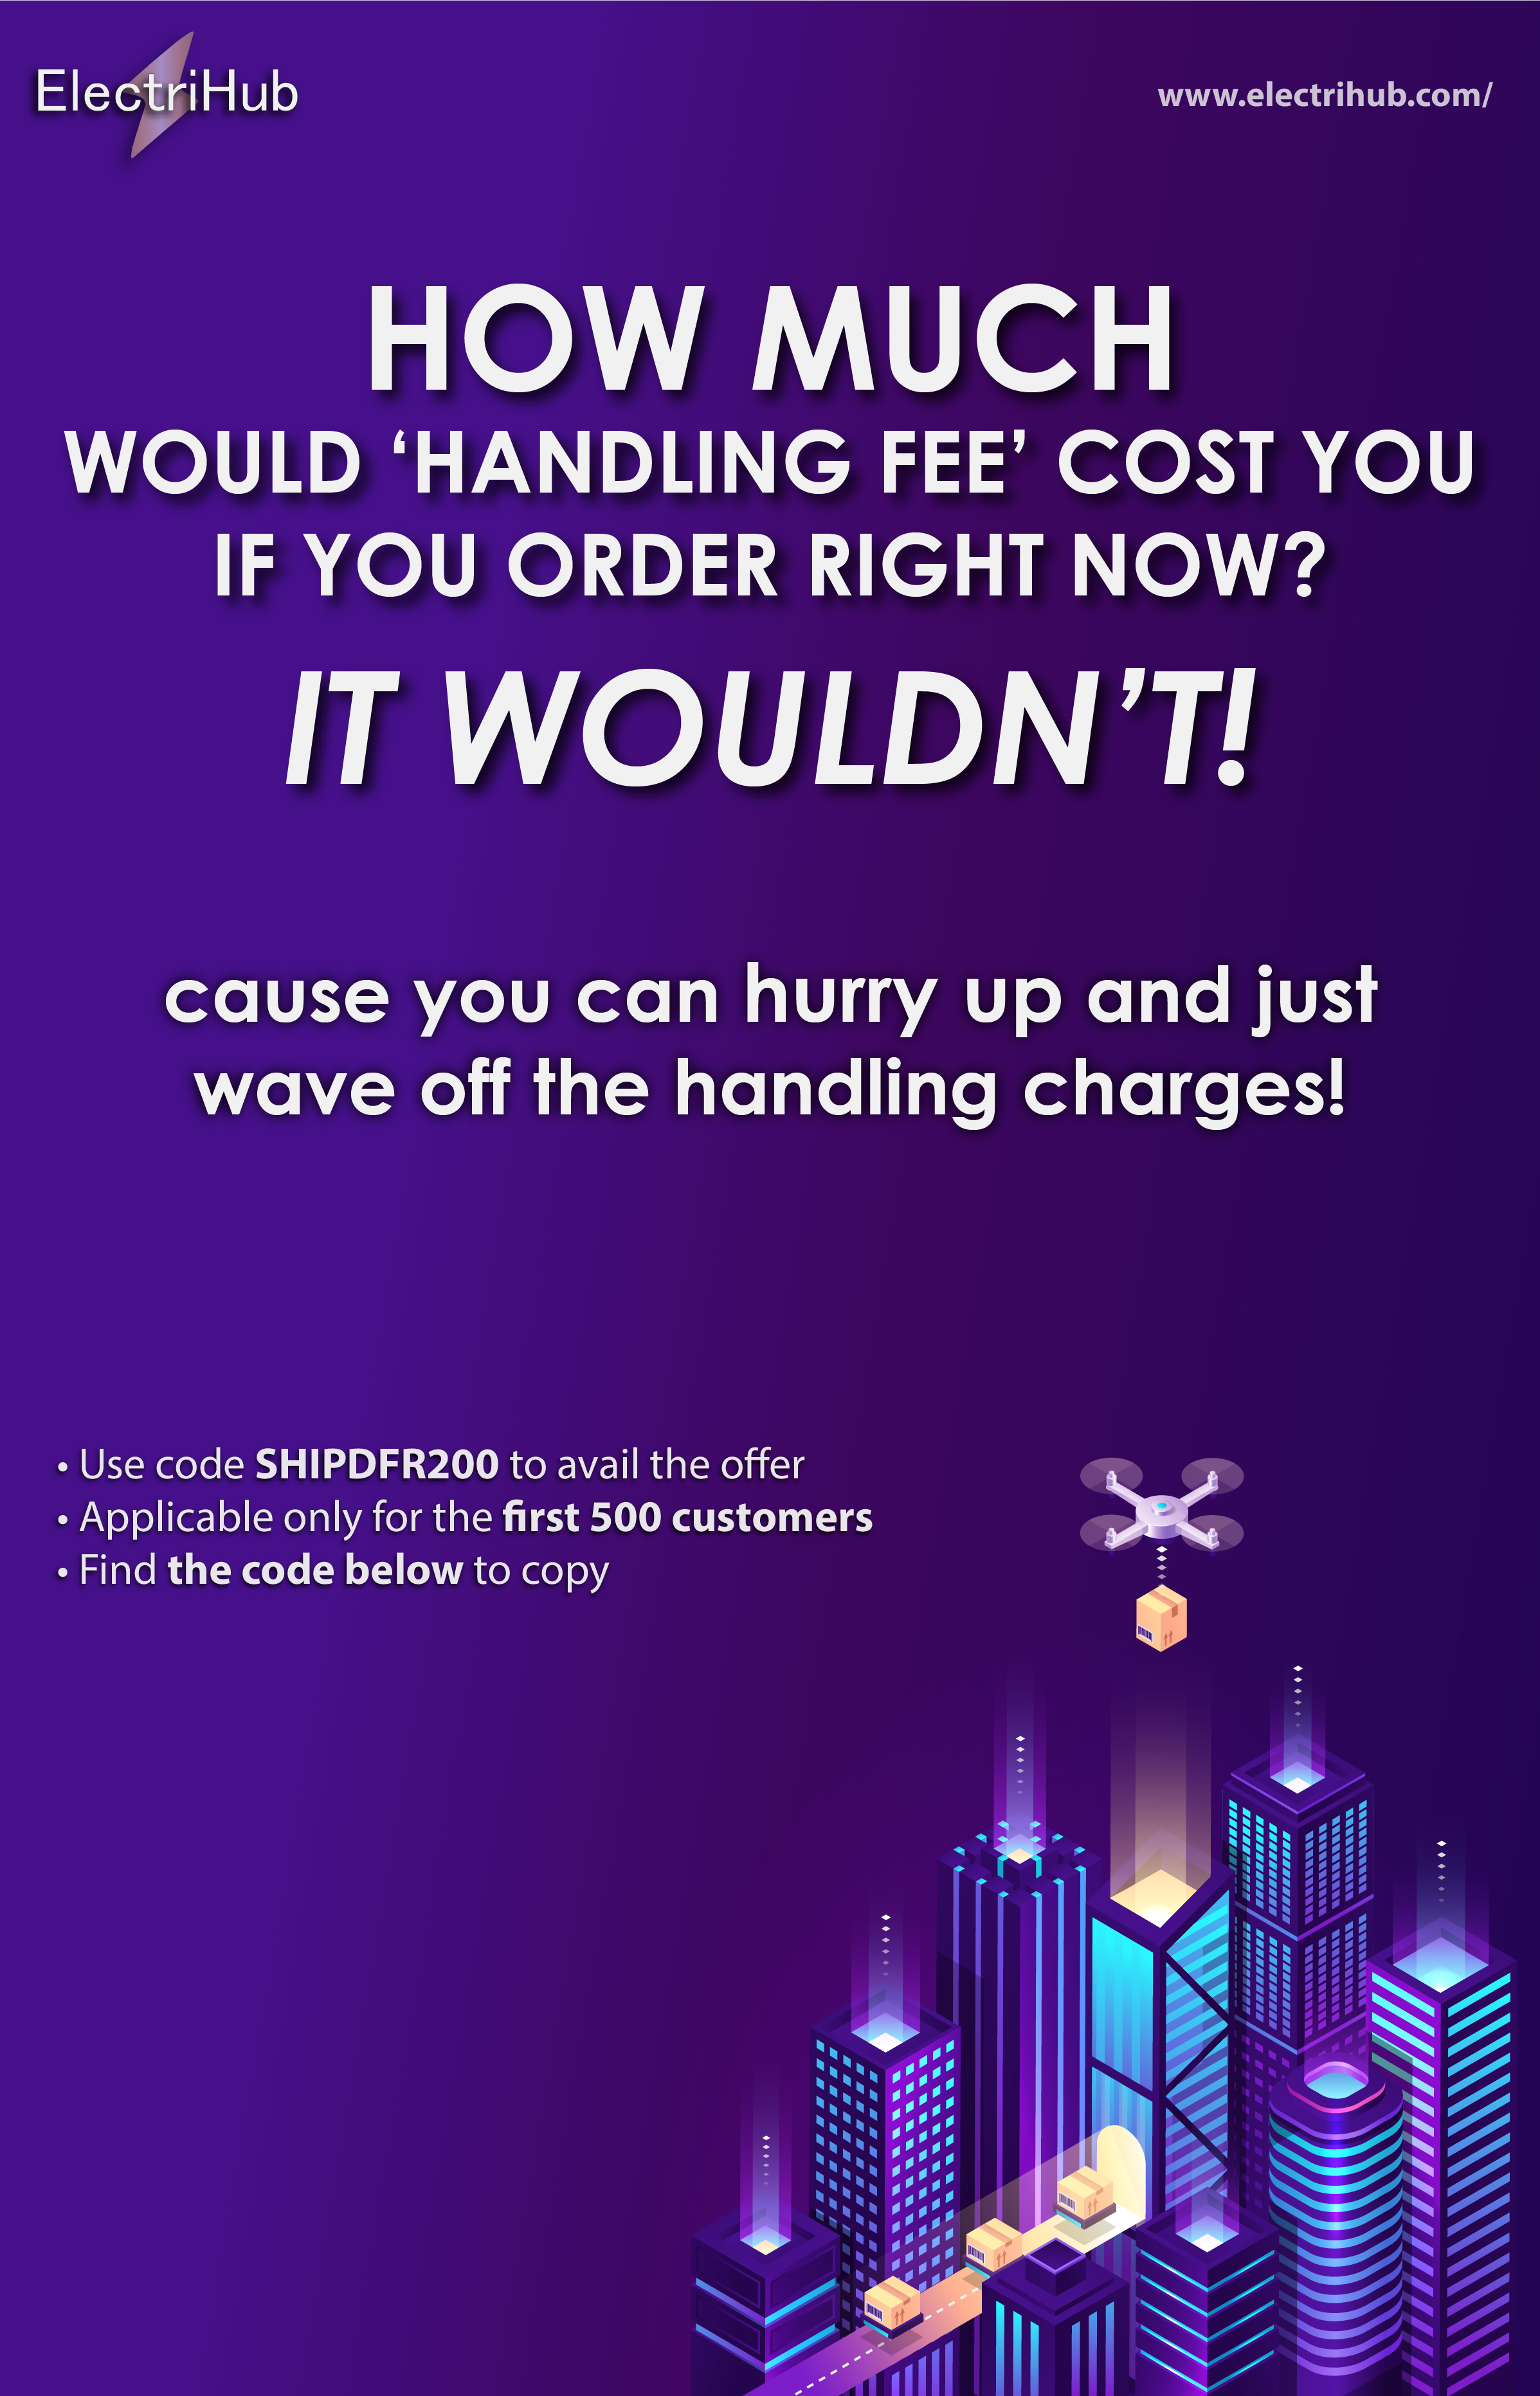 ElectriHub
www.electrihub.com/
HOW MUCH
WOULD ‘HANDLING FEE’ COST YOU
IF YOU ORDER RIGHT NOW?
IT WOULDN’T!
cause you can hurry up and just
wave off the handling charges!
• Use code SHIPDFR200 to avail the offer
• Applicable only for the first 500 customers
• Find the code below to copy